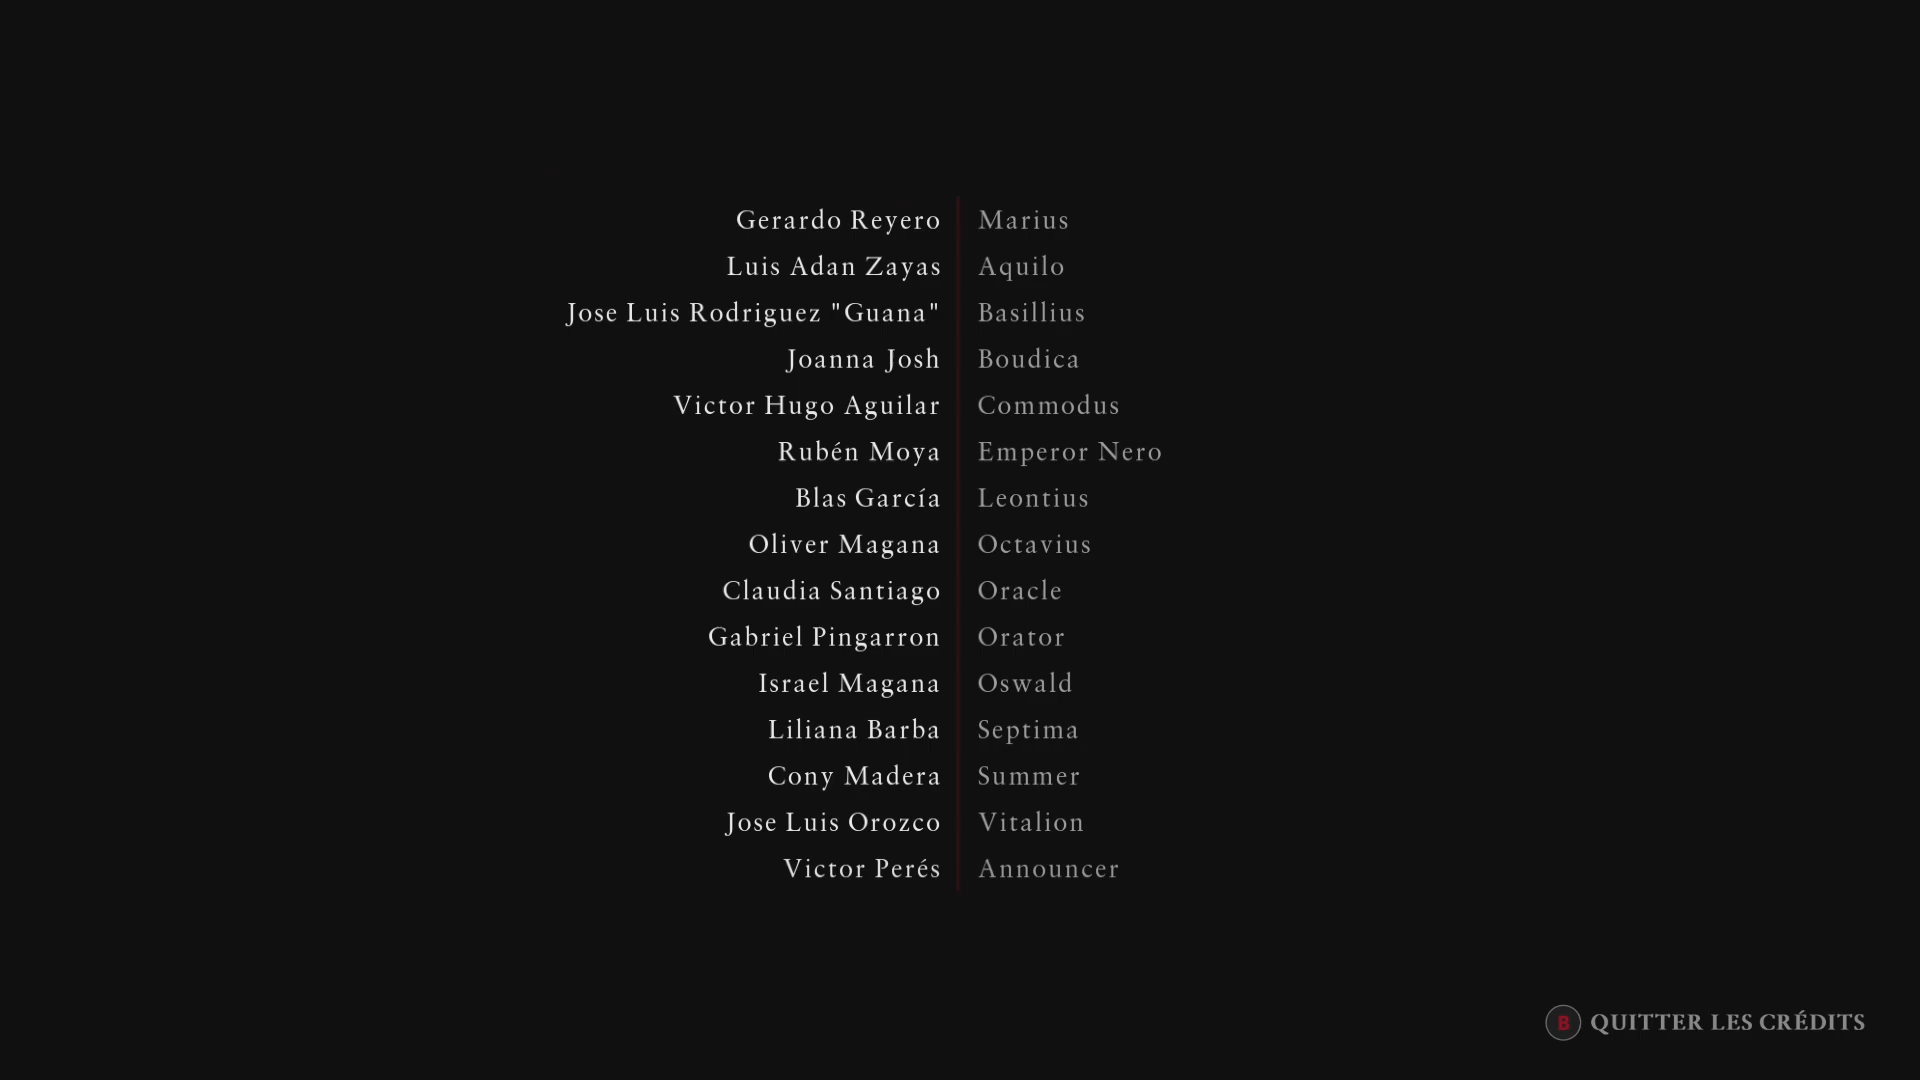 Gerardo Reyero Marius
Luis Adan Zayas Aquilo
Jose Luis Rodriguez "Guana" Basillius
Joanna Josh Boudica
Victor Hugo Aguilar Commodus
Rubén Moya Emperor Nero
Blas García Leontius
Oliver Magana Octavius
Claudia Santiago Oracle
Gabriel Pingarron Orator
Israel Magana Oswald
Liliana Barba Septima
Cony Madera Summer
Jose Luis Orozco Vitalion
Victor Perés Announcer
B QUITTER LES CRÉDITS